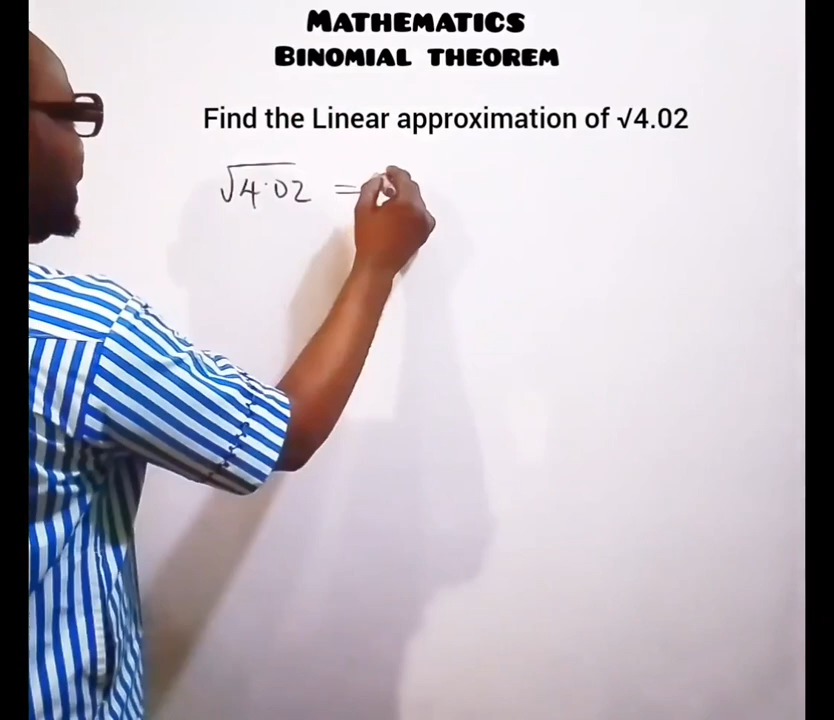 MATHEMATICS
BINOMIAL THEOREM
Find the Linear approximation of √4.02
√4.02 =